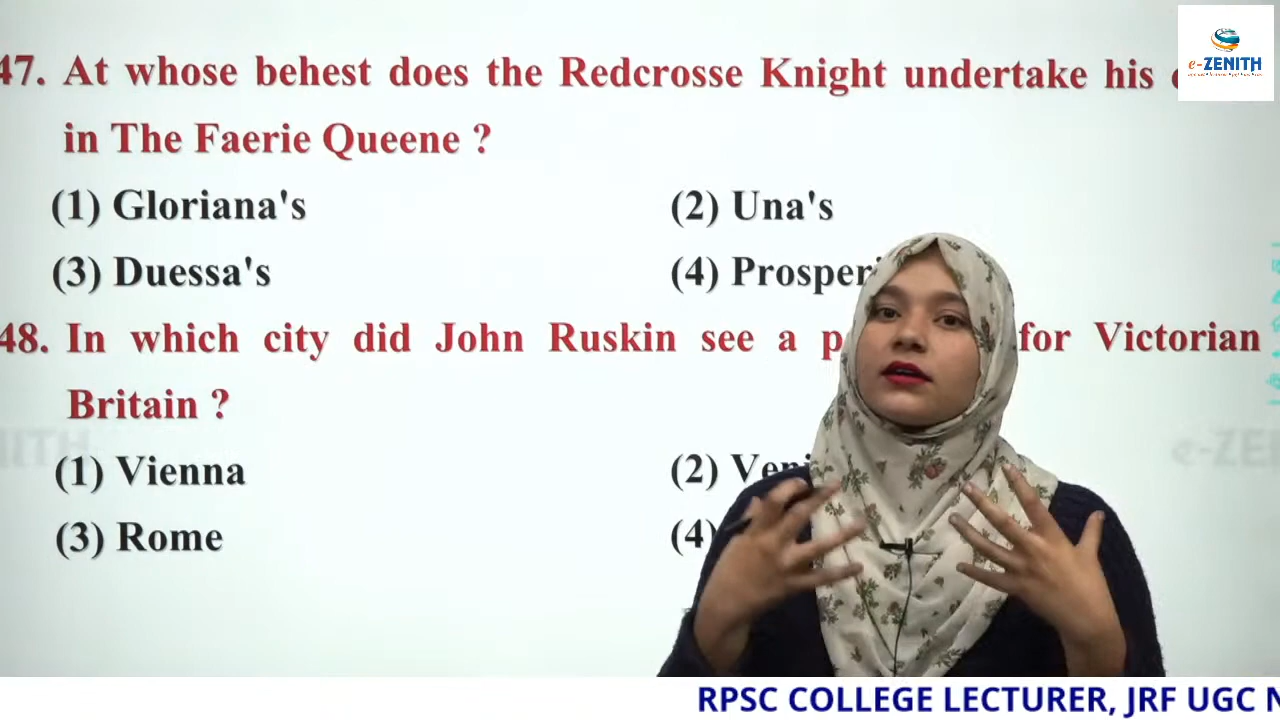 47. At whose behest does the Redcrosse Knight undertake his
in The Faerie Queene ?
(1) Gloriana's
(2) Una's
(3) Duessa's
(4) Prosper
48. In which city did John Ruskin see a p for Victorian
Britain ?
(1) Vienna
(2) Veni
(3) Rome
(4)
e-ZENITH
RPSC COLLEGE LECTURER, JRF UGC N